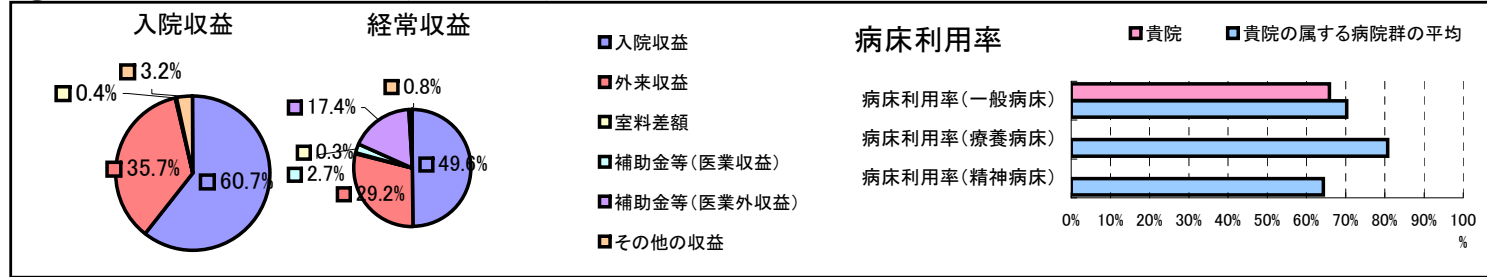 入院収益
3.2%
0.4%
35.7%
60.7%
経常収益
0.8%
17.4%
0.3%
2.7%
29.2%
49.6%
入院収益
外来収益
室料差額
補助金等(医業収益)
補助金等(医業外収益)
その他の収益
病床利用率
貴院 貴院の属する病院群の平均
病床利用率(一般病床)
病床利用率(療養病床)
病床利用率(精神病床)
0% 10% 20% 30% 40% 50% 60% 70% 80% 90% 100
%